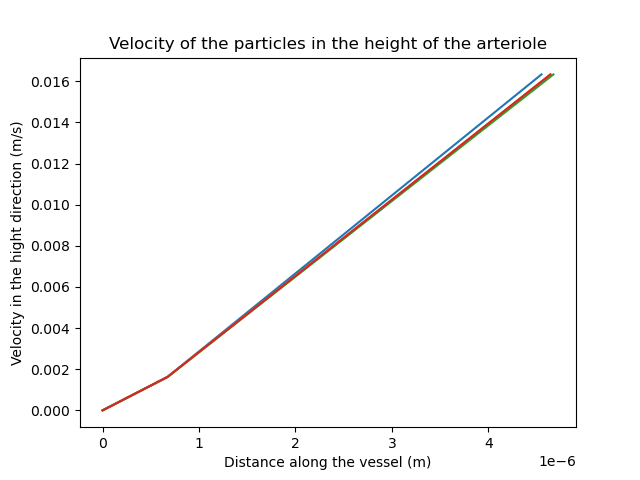 Velocity of the particles in the height of the arteriole
0.016
0.014
0.012
0.010
0.008
0.006
0.004
0.002
0.000
Velocity in the hight direction (m/s)
0 1 2 3 4
1e−6
Distance along the vessel (m)